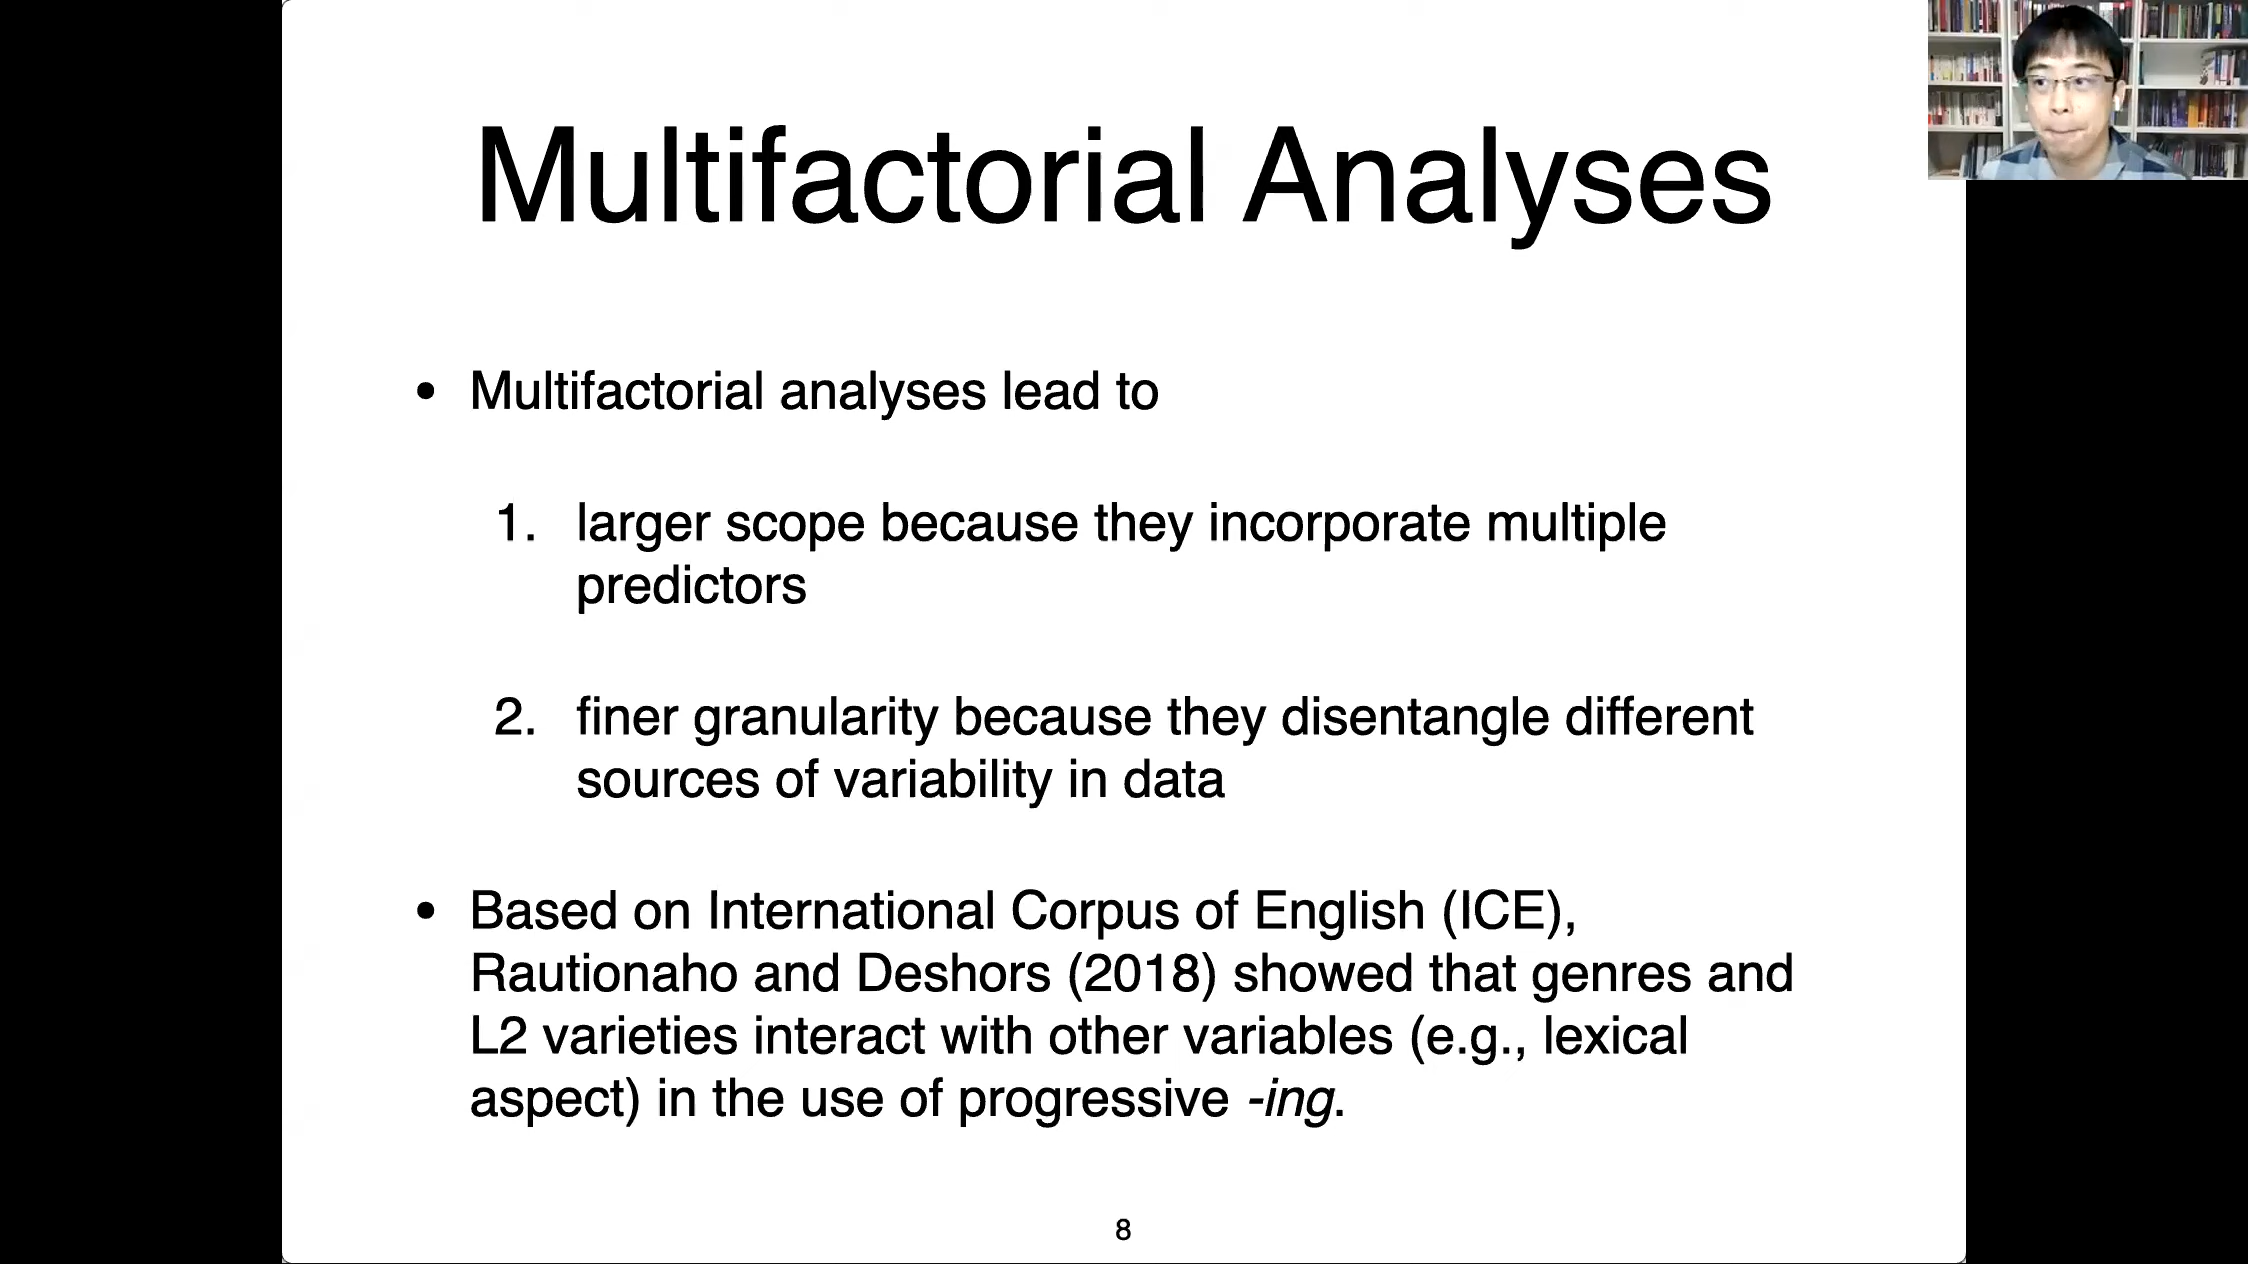 Multifactorial Analyses
• Multifactorial analyses lead to
1. larger scope because they incorporate multiple
predictors
2. finer granularity because they disentangle different
sources of variability in data
• Based on International Corpus of English (ICE),
Rautionaho and Deshors (2018) showed that genres and
L2 varieties interact with other variables (e.g., lexical
aspect) in the use of progressive -ing.
8